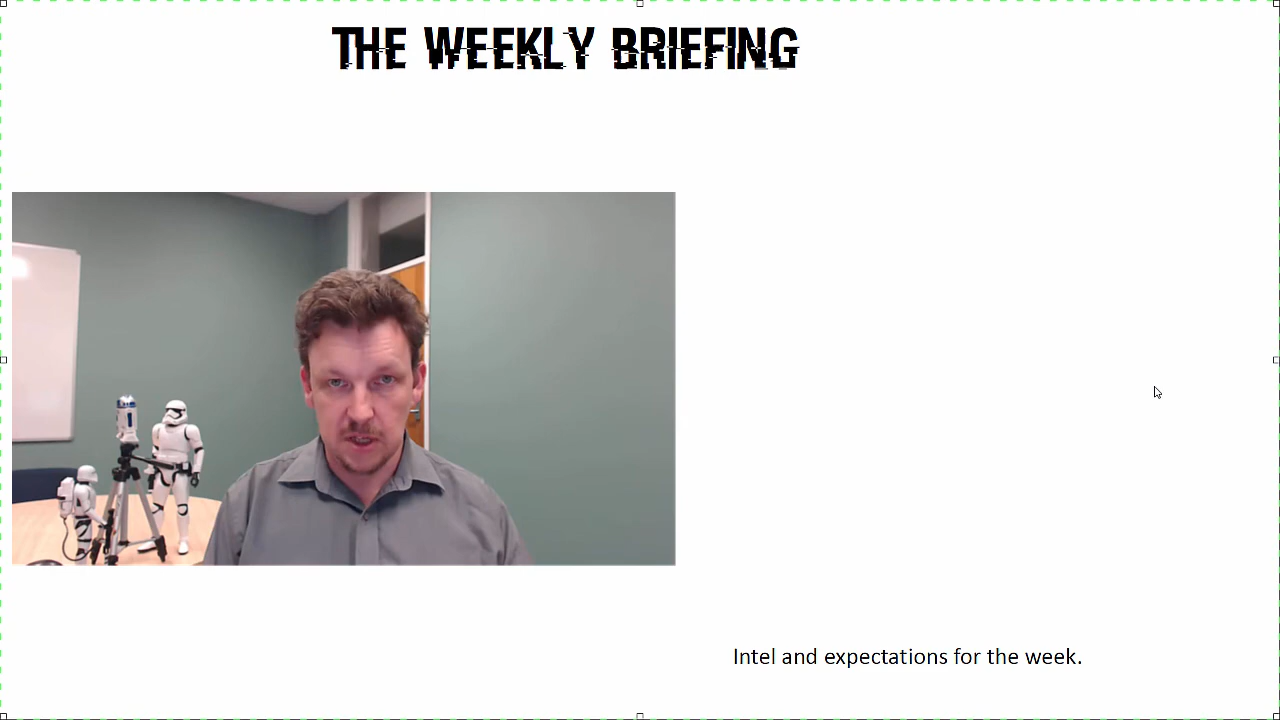 THE WEEKLY BRIEFING
Intel and expectations for the week.